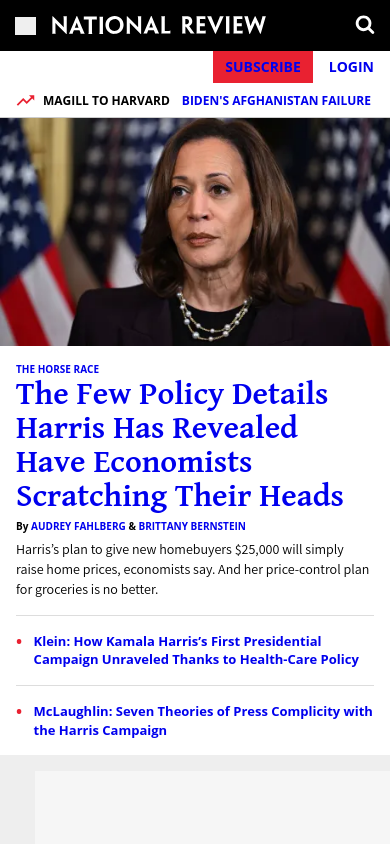 NATIONAL REVIEW
SUBSCRIBE LOGIN
MAGILL TO HARVARD BIDEN'S AFGHANISTAN FAILURE
THE HORSE RACE
The Few Policy Details
Harris Has Revealed
Have Economists
Scratching Their Heads
By AUDREY FAHLBERG & BRITTANY BERNSTEIN
Harris’s plan to give new homebuyers $25,000 will simply
raise home prices, economists say. And her price-control plan
for groceries is no better.
• Klein: How Kamala Harris’s First Presidential
Campaign Unraveled Thanks to Health-Care Policy
• McLaughlin: Seven Theories of Press Complicity with
the Harris Campaign